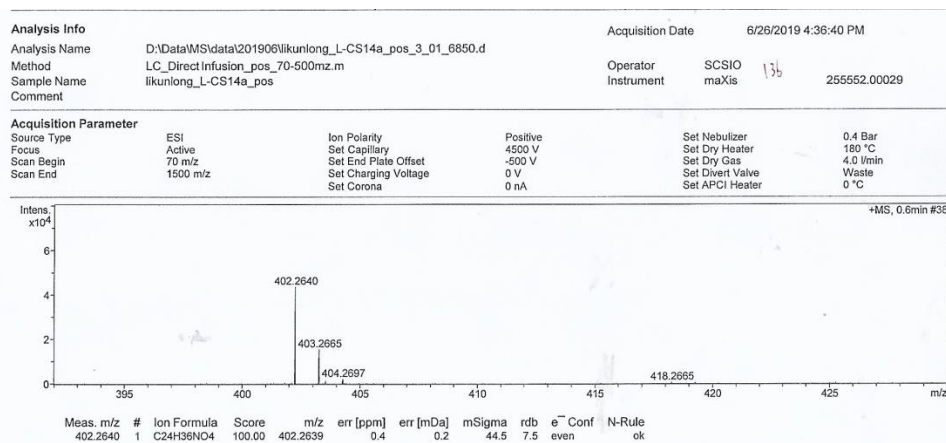 Analysis Info
Acquisition Date 6/26/2019 4:36:40 PM
Analysis Name D:\Data\MS\data\201906\likunlong_L-CS14a_pos_3_01_6850.d
Method LC_Direct Infusion_pos_70-500mz.m
Operator SCSIO 13b
Sample Name likunlong_L-CS14a_pos
Instrument maXis 255552.00029
Comment
Acquisition Parameter
Source Type ESI Ion Polarity Positive Set Nebulizer 0.4 Bar
Focus Active Set Capillary 4500 V Set Dry Heater 180 °C
Scan Begin 70 m/z Set End Plate Offset -500 V Set Dry Gas 4.0 l/min
Scan End 1500 m/z Set Charging Voltage 0 V Set Divert Valve Waste
Set Corona 0 nA Set APCI Heater 0 °C
Intens.
x10⁴
+MS, 0.6min #38
6
402.2640
4
2
403.2665
404.2697
418.2665
0
395 400 405 410 415 420 425 m/z
Meas. m/z # Ion Formula Score m/z err [ppm] err [mDa] mSigma rdb e⁻ Conf N-Rule
402.2640 1 C24H36NO4 100.00 402.2639 0.4 0.2 44.5 7.5 even ok